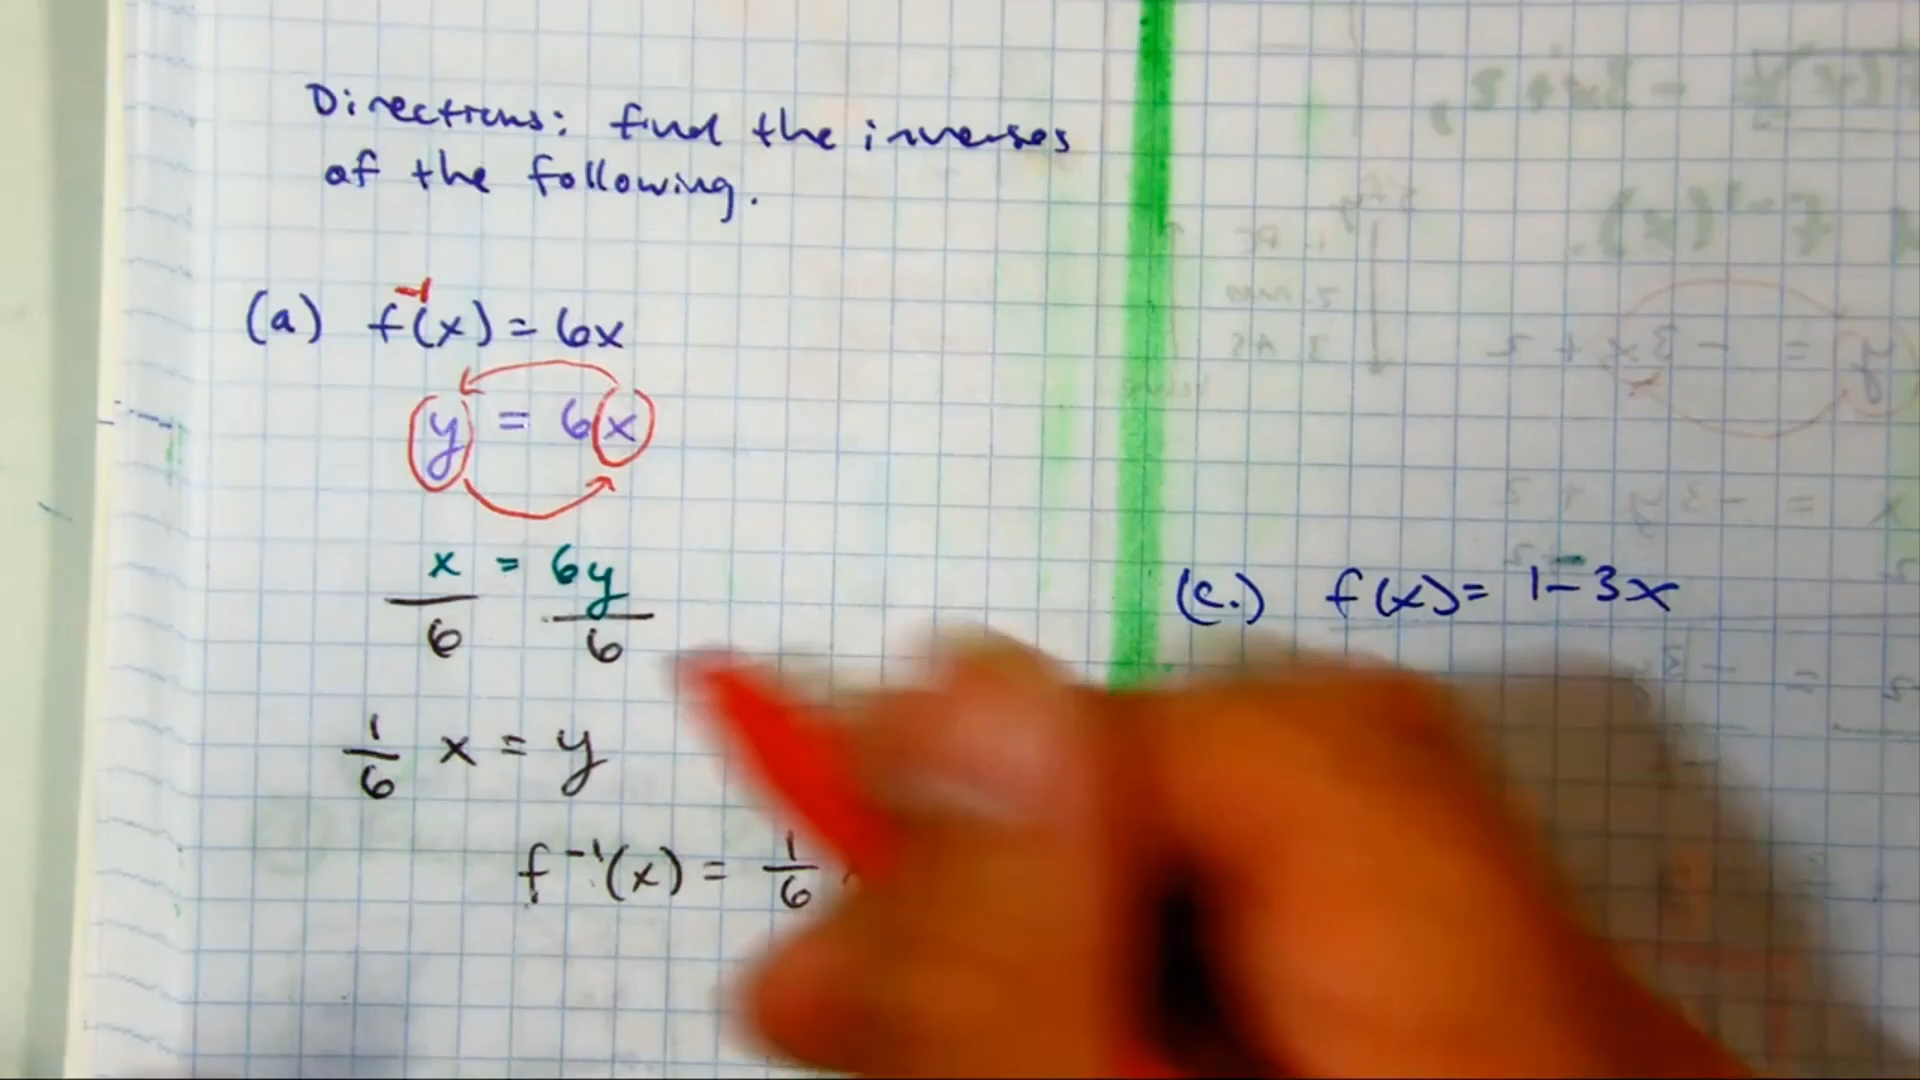 Directions: find the inverses
of the following.
(a) f⁻¹(x) = 6x
y = 6x
x = 6y
6 6
1/6 x = y
f⁻¹(x) = 1/6
(c.) f(x) = 1 - 3x